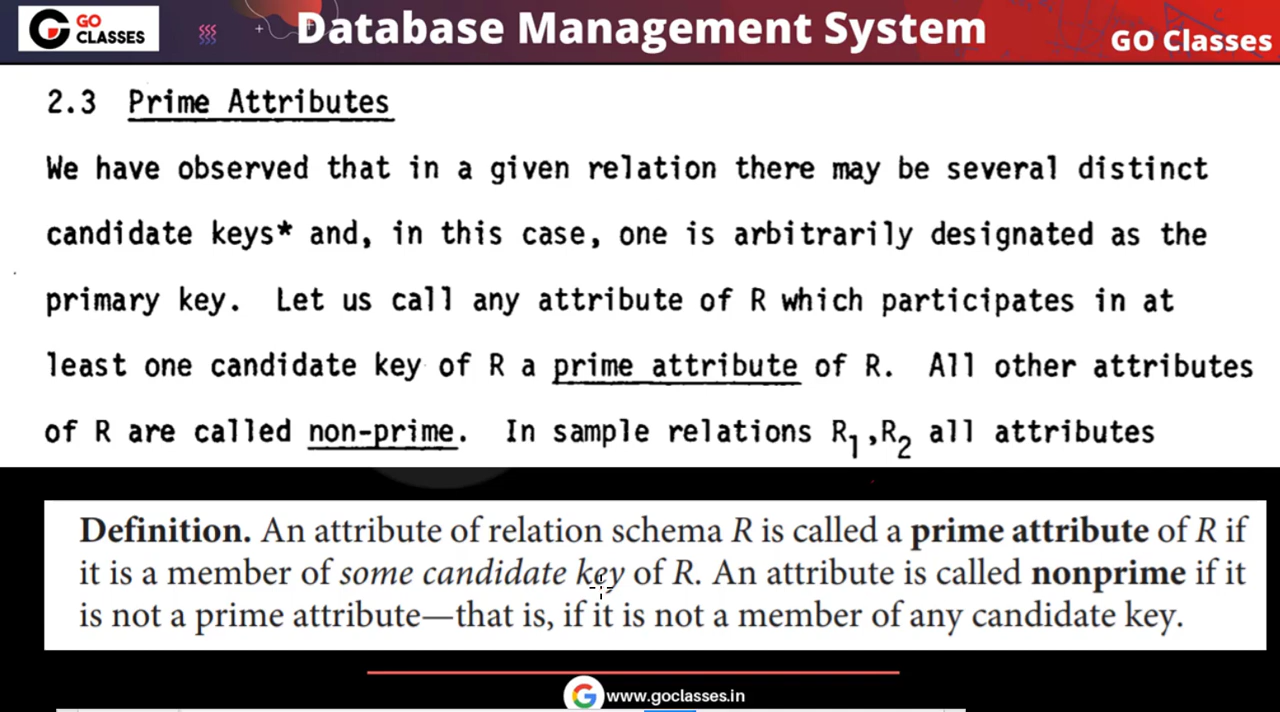 GO
CLASSES
Database Management System
GO Classes
2.3 Prime Attributes
We have observed that in a given relation there may be several distinct
candidate keys* and, in this case, one is arbitrarily designated as the
primary key. Let us call any attribute of R which participates in at
least one candidate key of R a prime attribute of R. All other attributes
of R are called non-prime. In sample relations R₁,R₂ all attributes
Definition. An attribute of relation schema R is called a prime attribute of R if
it is a member of some candidate key of R. An attribute is called nonprime if it
is not a prime attribute—that is, if it is not a member of any candidate key.
www.goclasses.in